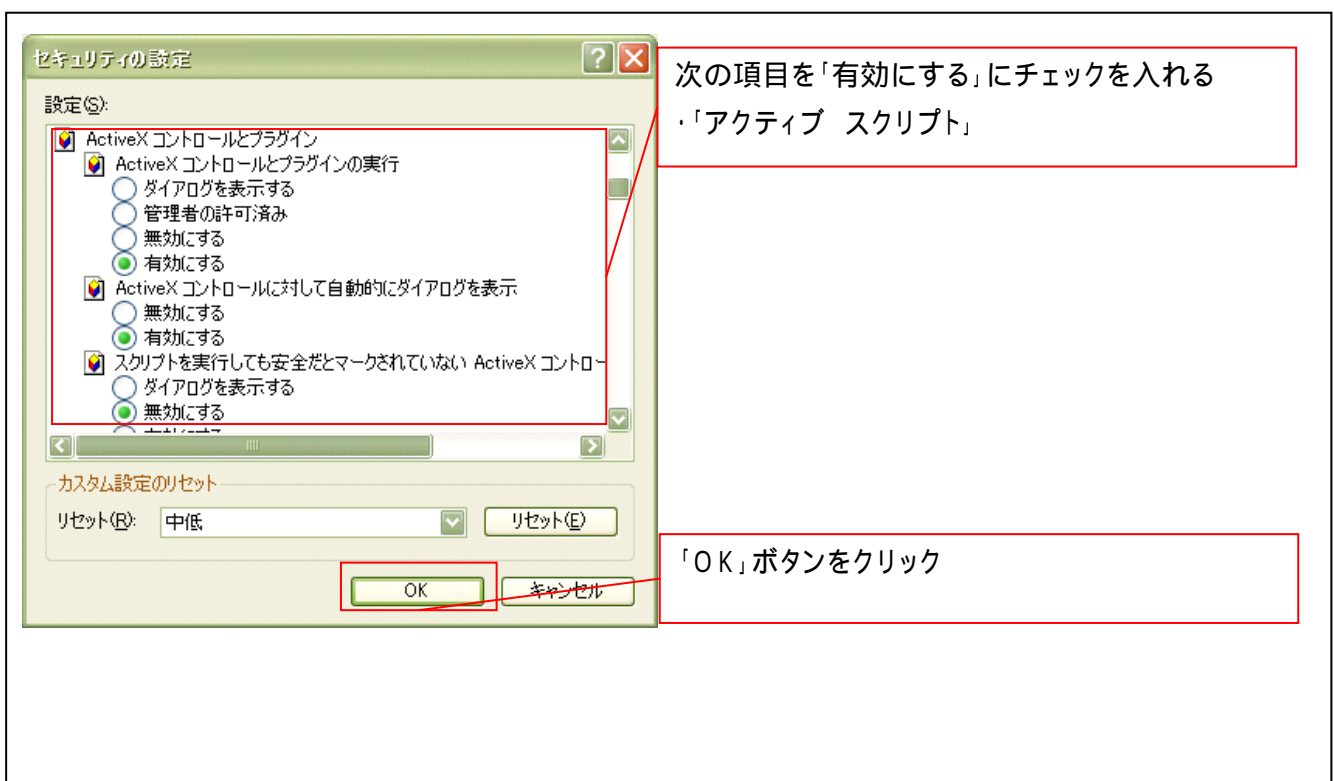 セキュリティの設定
設定(S):
ActiveX コントロールとプラグイン
ActiveX コントロールとプラグインの実行
ダイアログを表示する
管理者の許可済み
無効にする
有効にする
ActiveX コントロールに対して自動的にダイアログを表示
無効にする
有効にする
スクリプトを実行しても安全だとマークされていない ActiveX コントロー
ダイアログを表示する
無効にする
カスタム設定のリセット
リセット(R):
中低
リセット(E)
OK
キャンセル
次の項目を「有効にする」にチェックを入れる
・「アクティブ スクリプト」
「OK」ボタンをクリック